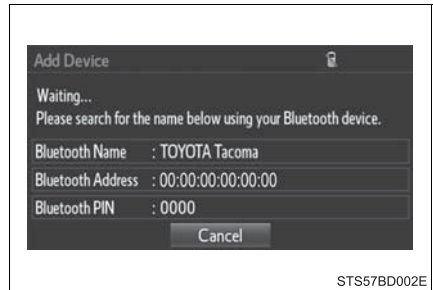 Add Device
Waiting...
Please search for the name below using your Bluetooth device.
Bluetooth Name : TOYOTA Tacoma
Bluetooth Address : 00:00:00:00:00:00
Bluetooth PIN : 0000
Cancel
STS57BD002E